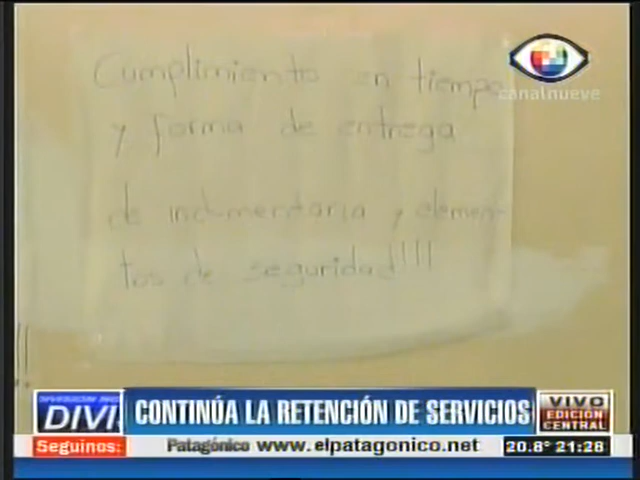 canalnueve
Cumplimiento en tiempo
y forma de entrega
de indumentaria y elemen-
tos de seguridad!!!!
!!
DIVI
CONTINÚA LA RETENCIÓN DE SERVICIOS
VIVO
EDICIÓN
CENTRAL
Seguinos:
Patagónico www.elpatagonico.net
20.8° 21:28